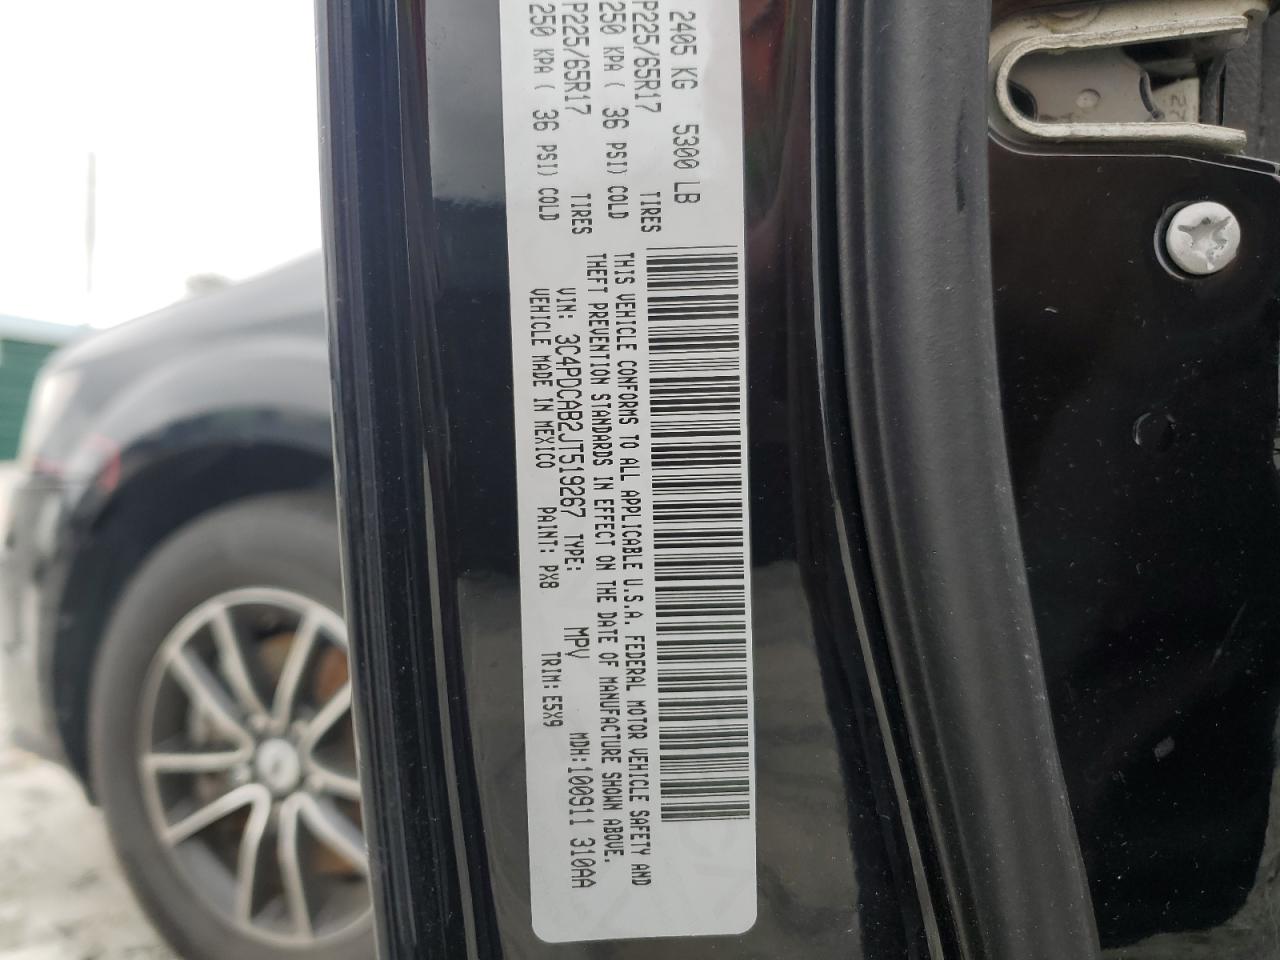 2405 KG 5300 LB
P225/65R17 TIRES
250 KPA ( 36 PSI) COLD
P225/65R17 TIRES
250 KPA ( 36 PSI) COLD
THIS VEHICLE CONFORMS TO ALL APPLICABLE U.S.A. FEDERAL MOTOR VEHICLE SAFETY AND
THEFT PREVENTION STANDARDS IN EFFECT ON THE DATE OF MANUFACTURE SHOWN ABOVE.
VIN: 3C4PDCAB2JT519267 TYPE: MPV MDH:100911 310AA
VEHICLE MADE IN MEXICO PAINT: PX8 TRIM: E5X9